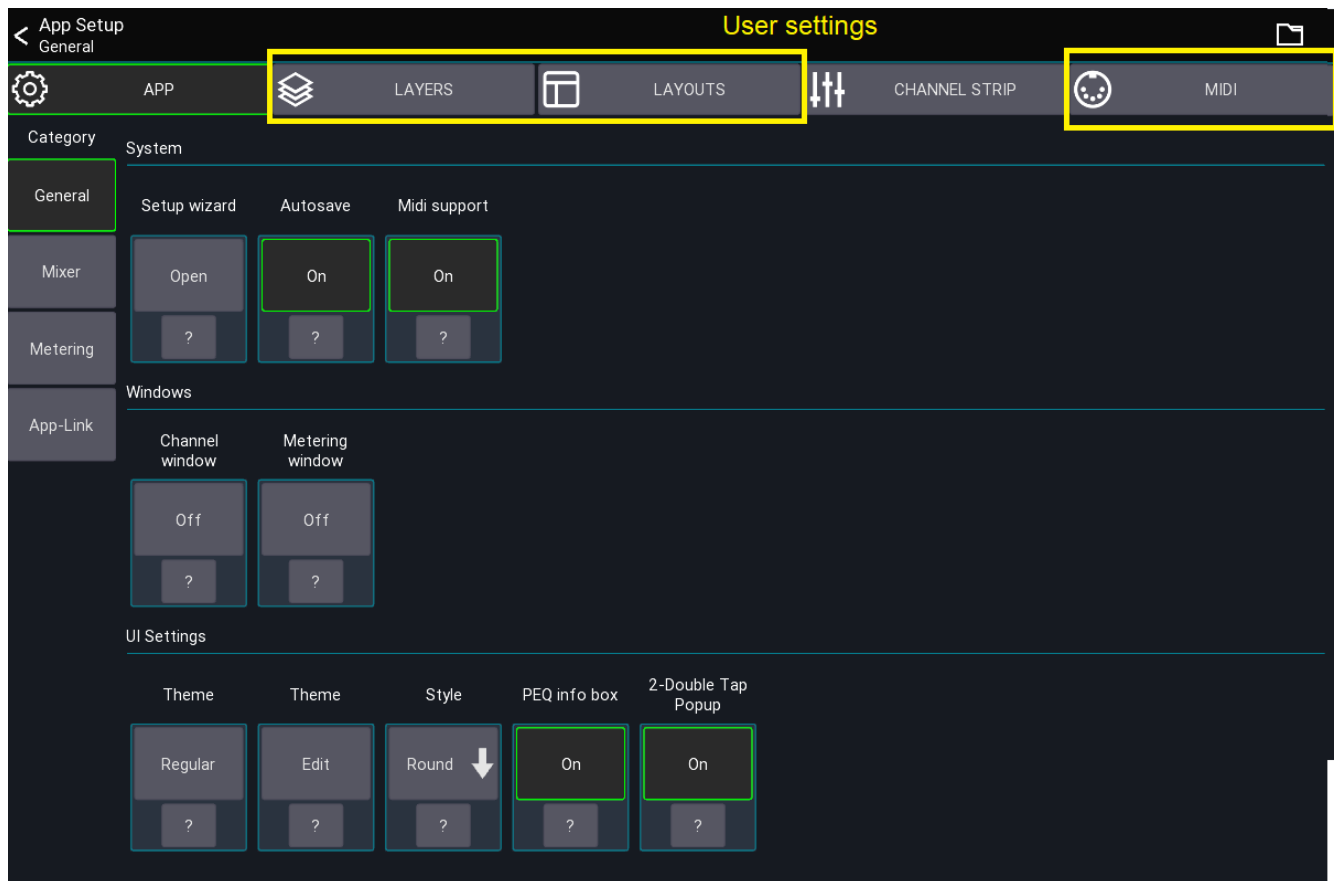 App Setup
General
User settings
APP
LAYERS
LAYOUTS
CHANNEL STRIP
MIDI
Category
General
Mixer
Metering
App-Link
System
Setup wizard
Autosave
Midi support
Open
On
On
?
?
?
Windows
Channel
window
Metering
window
Off
Off
?
?
UI Settings
Theme
Theme
Style
PEQ info box
2-Double Tap
Popup
Regular
Edit
Round
On
On
?
?
?
?
?